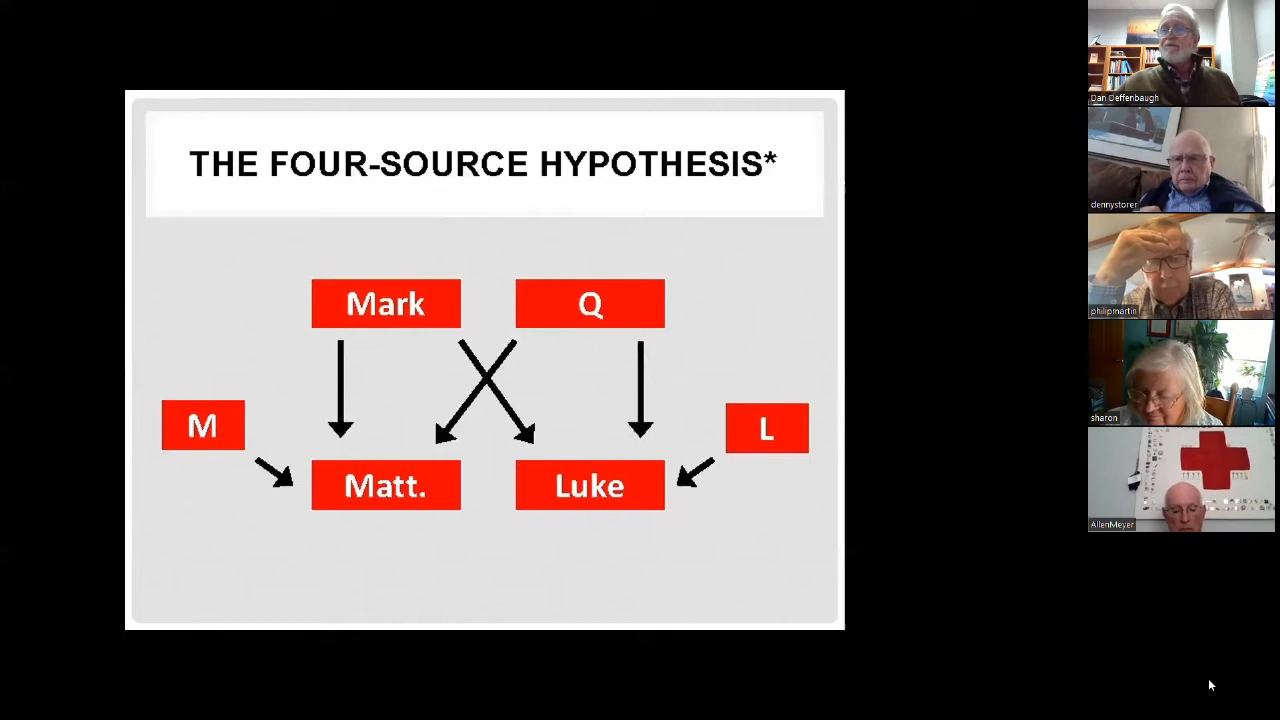 THE FOUR-SOURCE HYPOTHESIS*
Mark
Q
M
L
Matt.
Luke
Dan Deffenbaugh
dennystorer
philipmartin
sharon
AllenMeyer